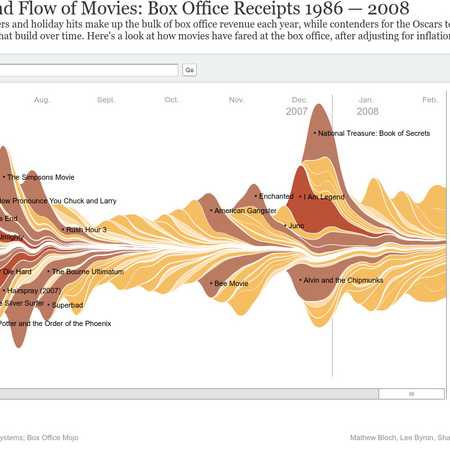 nd Flow of Movies: Box Office Receipts 1986 — 2008
ers and holiday hits make up the bulk of box office revenue each year, while contenders for the Oscars t
hat build over time. Here's a look at how movies have fared at the box office, after adjusting for inflatio
Go
Aug. Sept. Oct. Nov. Dec. Jan. Feb.
2007 2008
National Treasure: Book of Secrets
The Simpsons Movie
Now Pronounce You Chuck and Larry
Enchanted
I Am Legend
American Gangster
s End
Juno
Rush Hour 3
Almighty
Die Hard
The Bourne Ultimatum
Alvin and the Chipmunks
Bee Movie
Hairspray (2007)
e Silver Surfer
Superbad
Potter and the Order of the Phoenix
ystems; Box Office Mojo
Mathew Bloch, Lee Byron, Sha